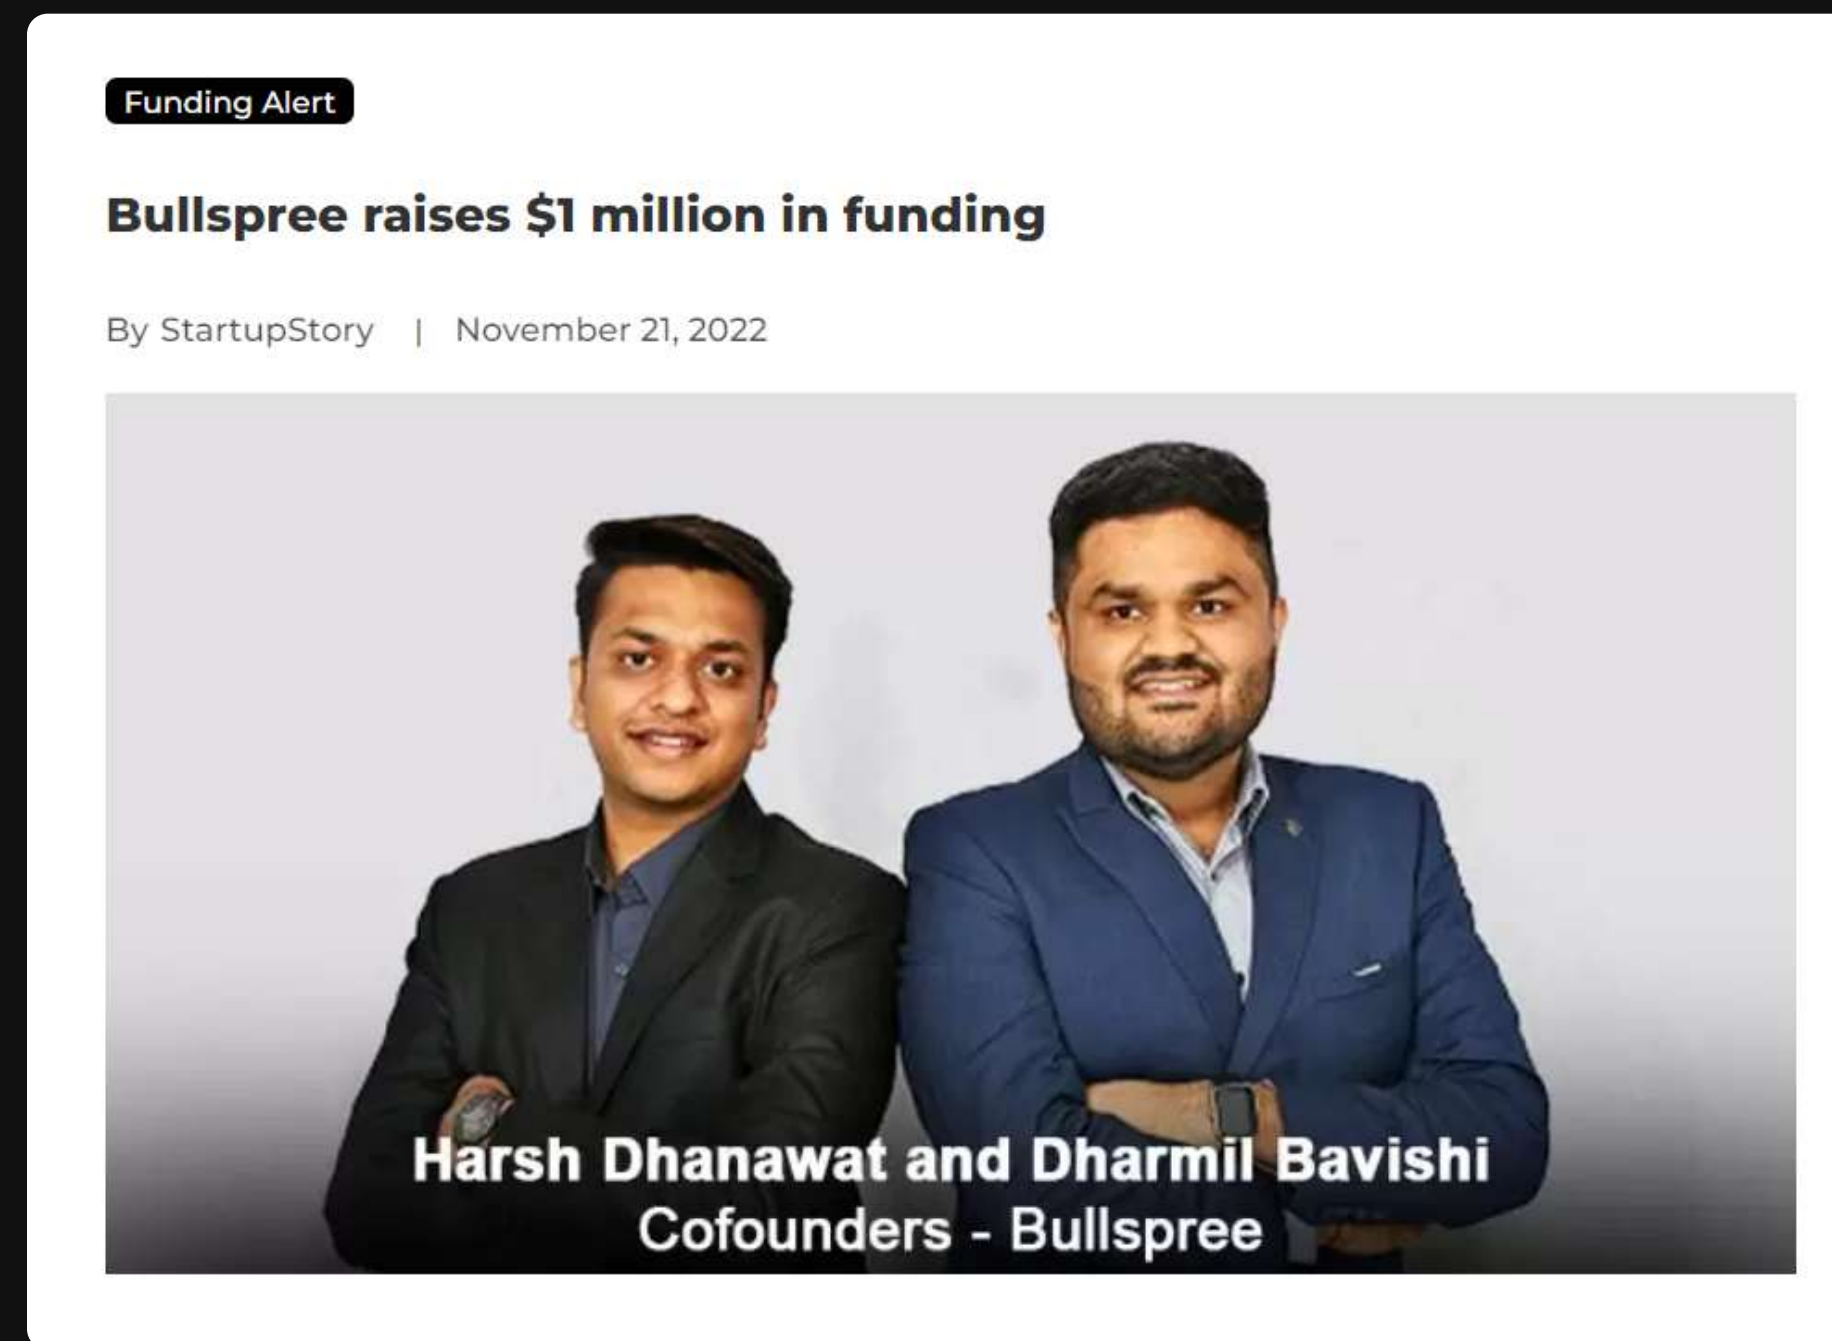 Funding Alert
Bullspree raises $1 million in funding
By StartupStory | November 21, 2022
Harsh Dhanawat and Dharmil Bavishi
Cofounders - Bullspree